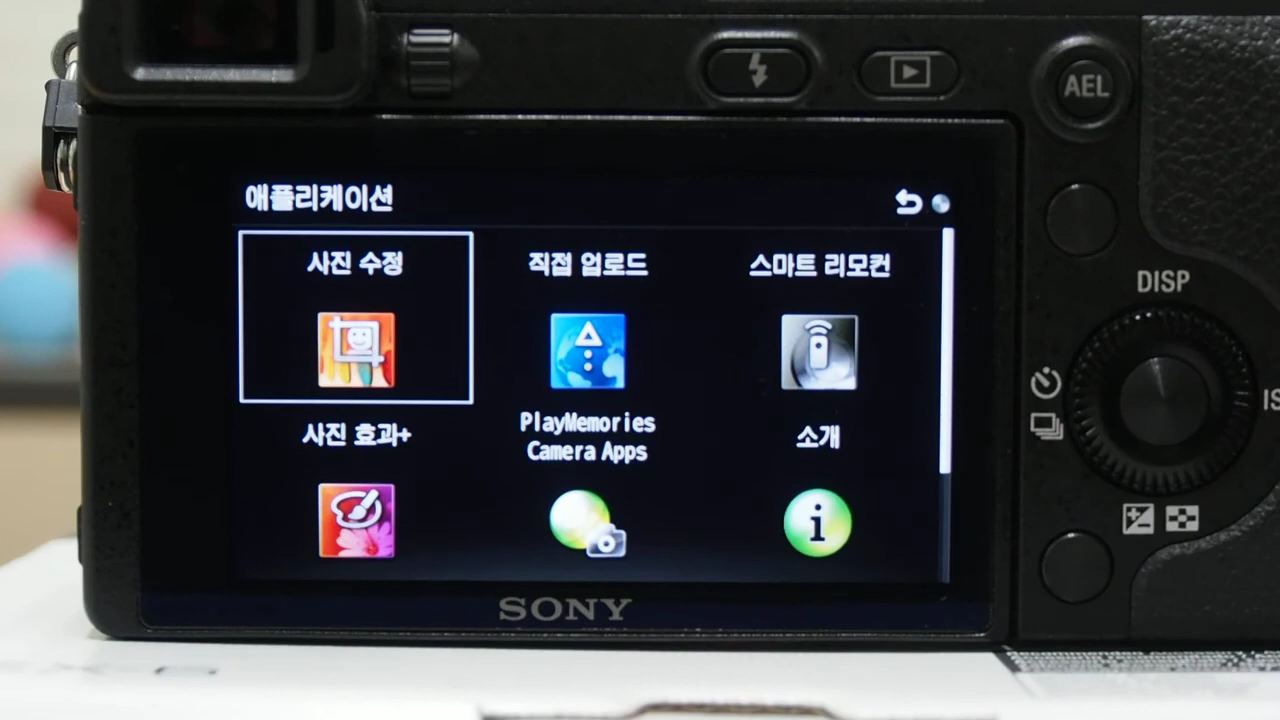 AEL
애플리케이션
사진 수정
직접 업로드
스마트 리모컨
DISP
사진 효과+
PlayMemories
Camera Apps
소개
SONY